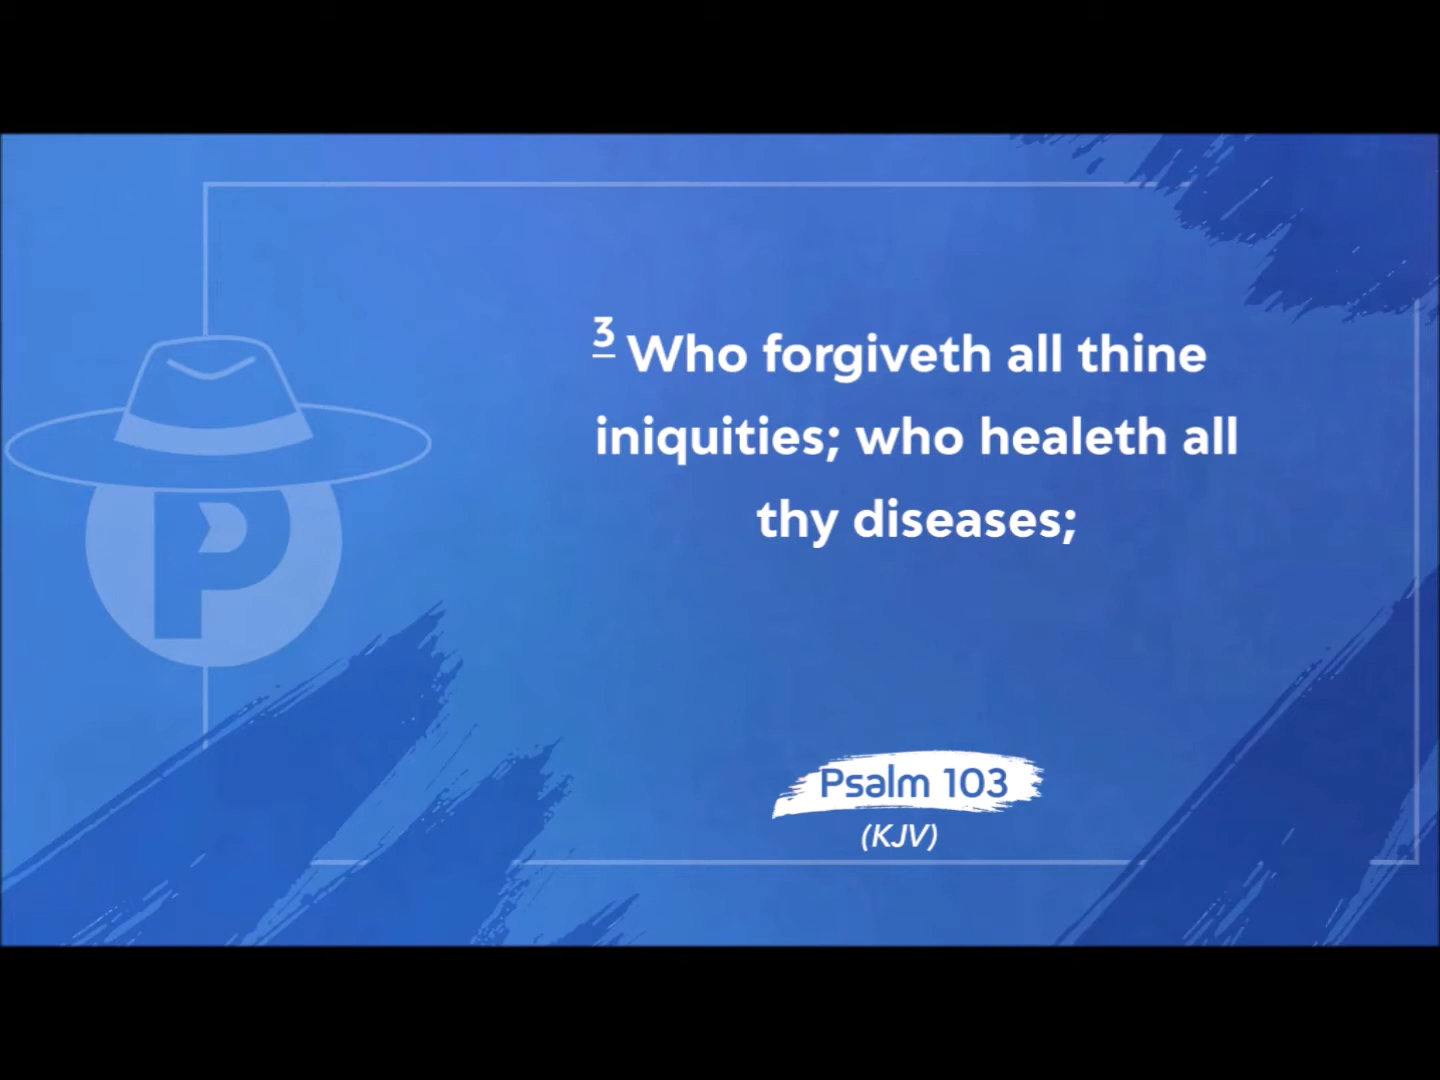 P
3 Who forgiveth all thine
iniquities; who healeth all
thy diseases;
Psalm 103
(KJV)